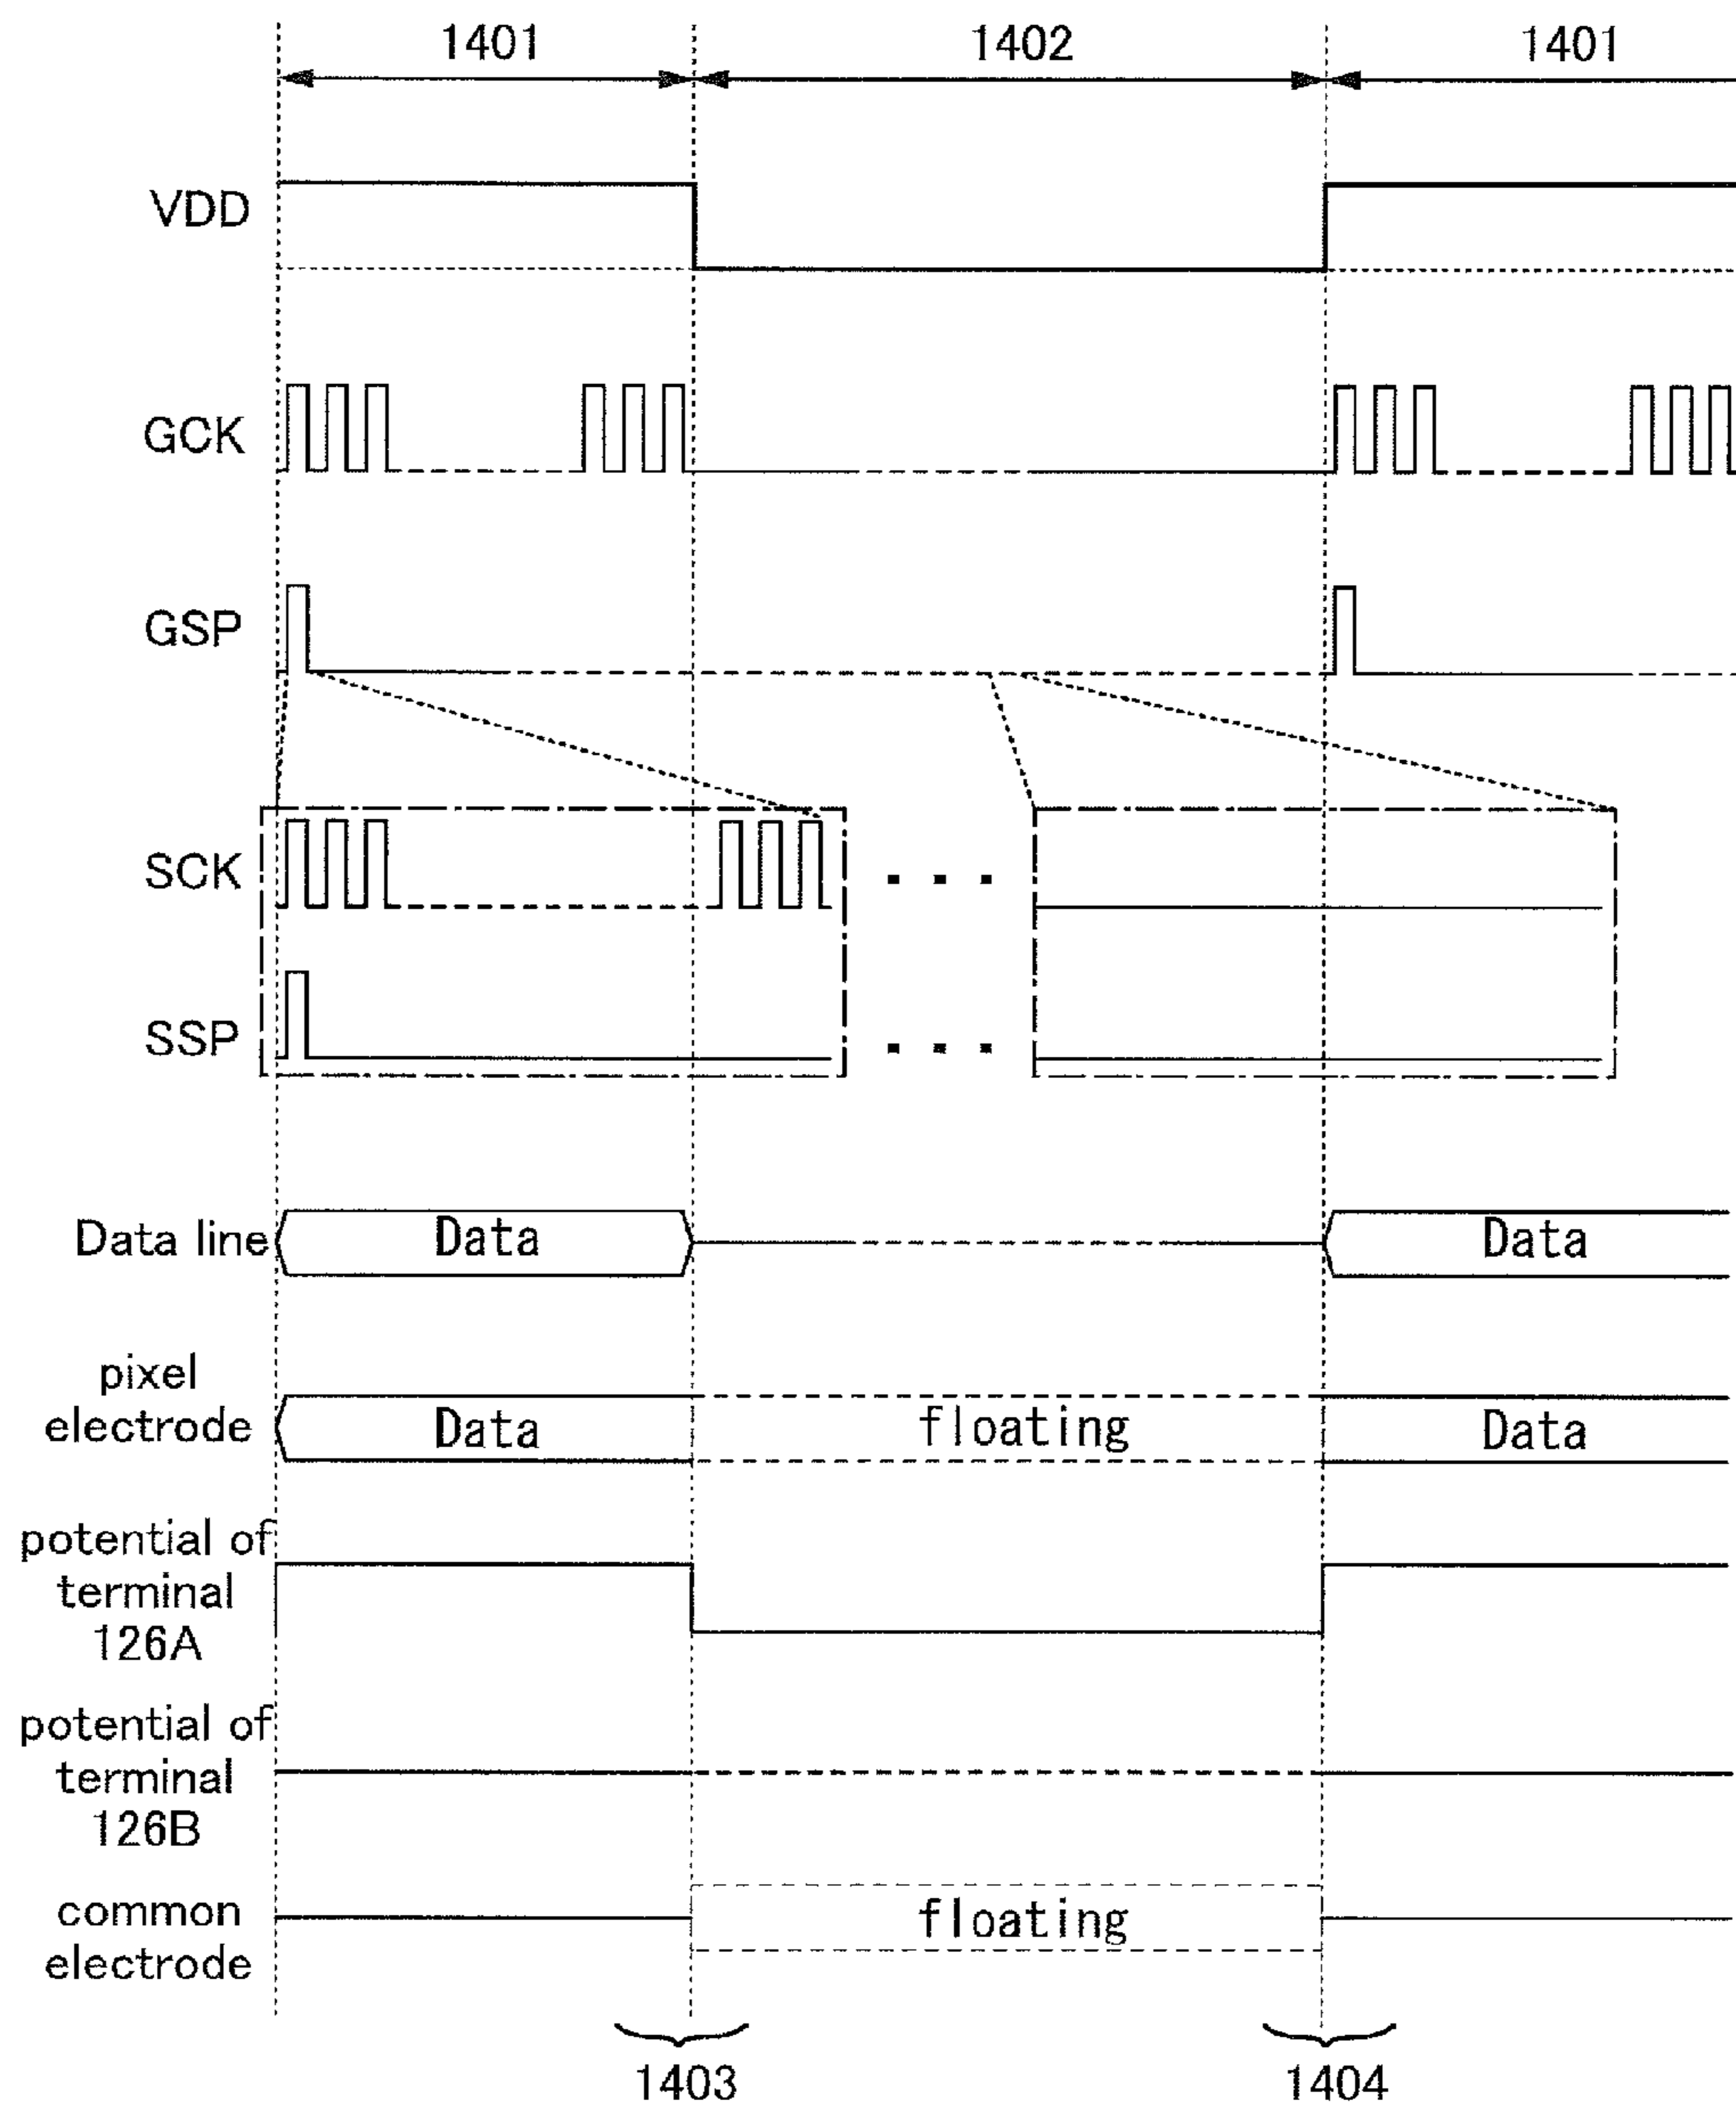 1401 1402 1401
VDD
GCK
GSP
SCK
SSP
Data line Data Data
pixel
electrode Data floating Data
potential of
terminal
126A
potential of
terminal
126B
common
electrode floating
1403 1404